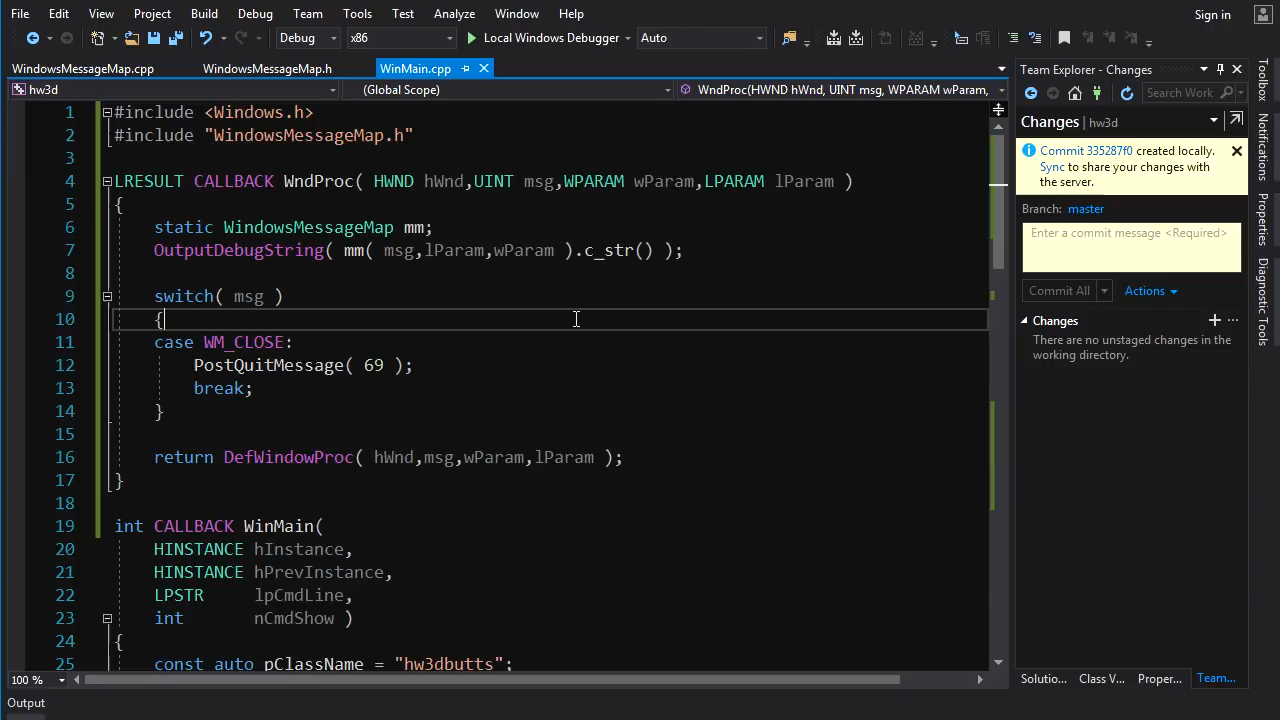 File Edit View Project Build Debug Team Tools Test Analyze Window Help Sign in
Debug x86 Local Windows Debugger Auto
WindowsMessageMap.cpp WindowsMessageMap.h WinMain.cpp
hw3d (Global Scope) WndProc(HWND hWnd, UINT msg, WPARAM wParam,
1 #include <Windows.h>
2 #include "WindowsMessageMap.h"
3
4 LRESULT CALLBACK WndProc( HWND hWnd,UINT msg,WPARAM wParam,LPARAM lParam )
5 {
6 static WindowsMessageMap mm;
7 OutputDebugString( mm( msg,lParam,wParam ).c_str() );
8
9 switch( msg )
10 {
11 case WM_CLOSE:
12 PostQuitMessage( 69 );
13 break;
14 }
15
16 return DefWindowProc( hWnd,msg,wParam,lParam );
17 }
18
19 int CALLBACK WinMain(
20 HINSTANCE hInstance,
21 HINSTANCE hPrevInstance,
22 LPSTR lpCmdLine,
23 int nCmdShow )
24 {
25 const auto pClassName = "hw3dbutts";
100 %
Output
Team Explorer - Changes
Search Work
Changes | hw3d
Commit 335287f0 created locally.
Sync to share your changes with
the server.
Branch: master
Enter a commit message <Required>
Commit All Actions
Changes
There are no unstaged changes in the
working directory.
Solutio... Class V... Proper... Team...
Toolbox
Notifications
Properties
Diagnostic Tools